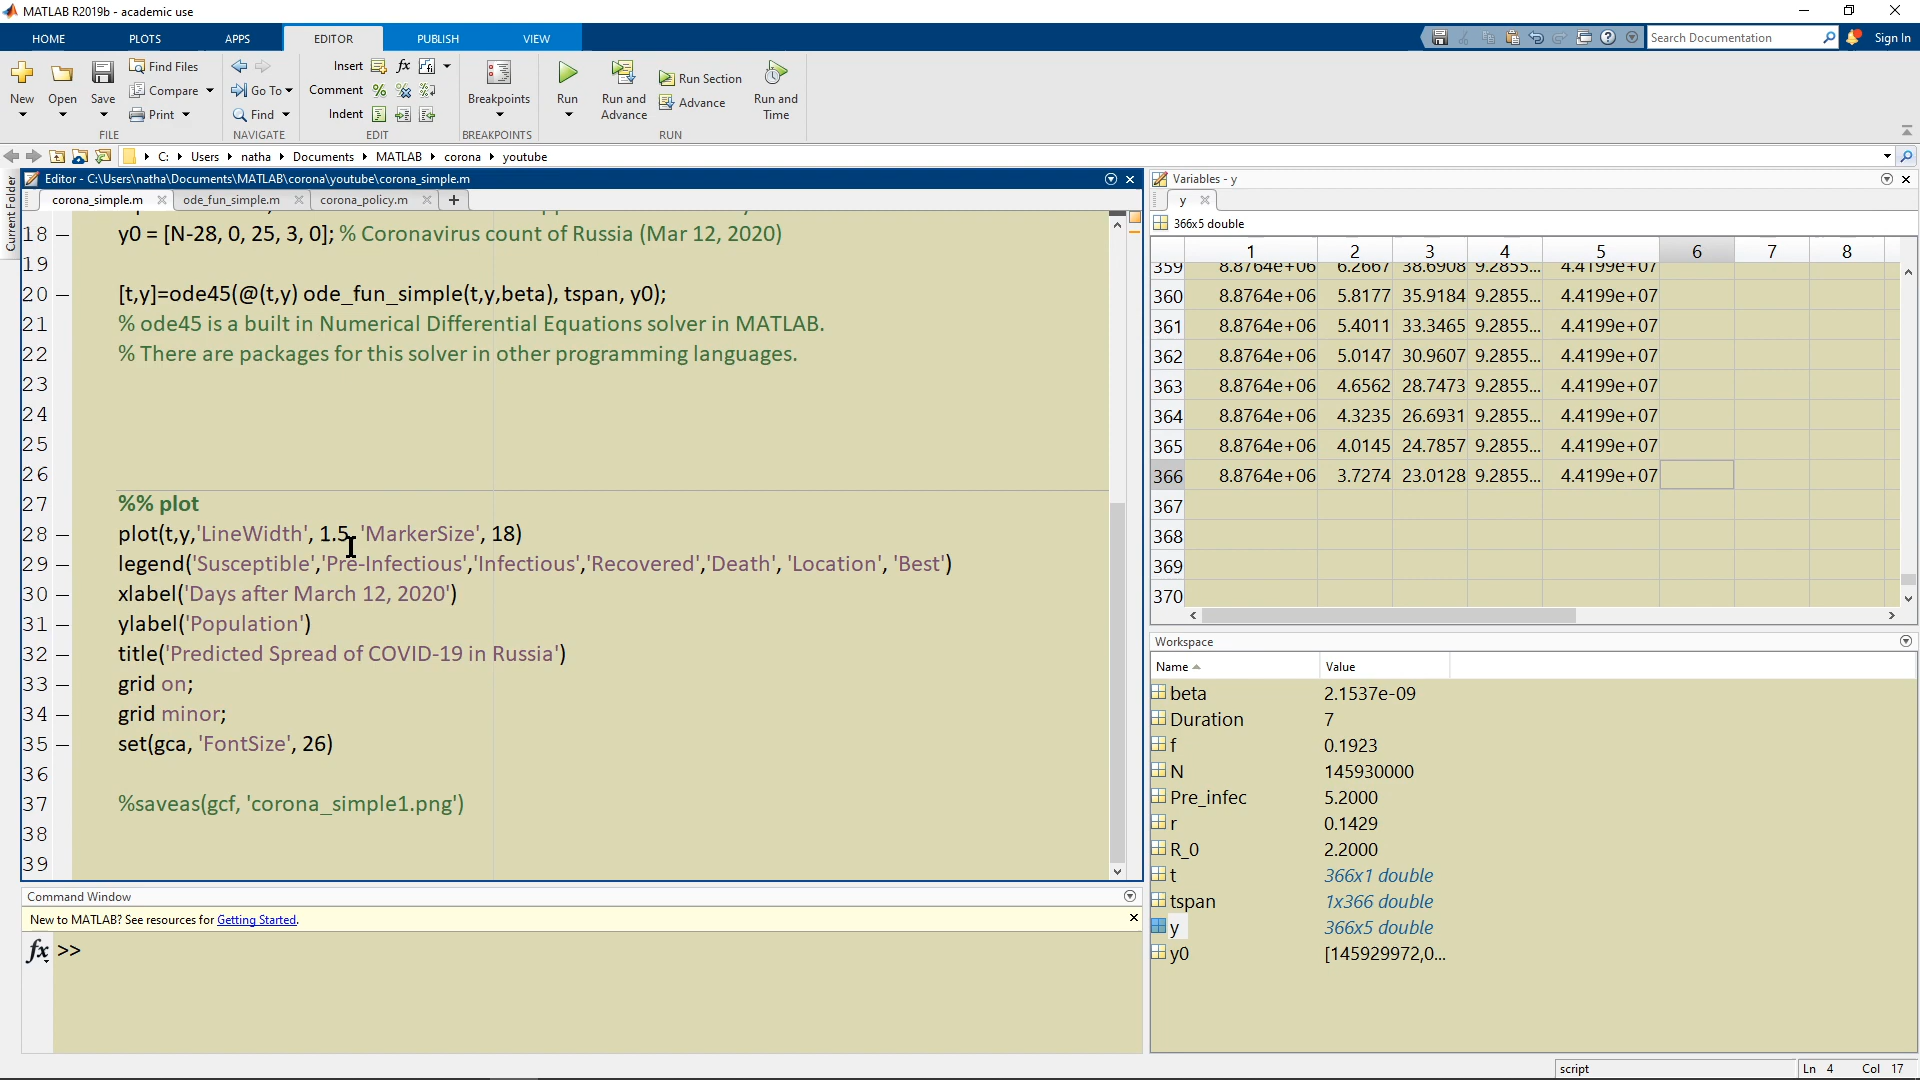 MATLAB R2019b - academic use
HOME PLOTS APPS EDITOR PUBLISH VIEW Search Documentation Sign In
New Open Save Find Files Compare Print Go To Find Insert fx Comment Indent Breakpoints Run Run and Advance Run Section Advance Run and Time
FILE NAVIGATE EDIT BREAKPOINTS RUN
C: Users natha Documents MATLAB corona youtube
Current Folder
Editor - C:\Users\natha\Documents\MATLAB\corona\youtube\corona_simple.m
corona_simple.m ode_fun_simple.m corona_policy.m
18 y0 = [N-28, 0, 25, 3, 0]; % Coronavirus count of Russia (Mar 12, 2020)
19
20 [t,y]=ode45(@(t,y) ode_fun_simple(t,y,beta), tspan, y0);
21 % ode45 is a built in Numerical Differential Equations solver in MATLAB.
22 % There are packages for this solver in other programming languages.
23
24
25
26
27 %% plot
28 plot(t,y,'LineWidth', 1.5, 'MarkerSize', 18)
29 legend('Susceptible','Pre-Infectious','Infectious','Recovered','Death', 'Location', 'Best')
30 xlabel('Days after March 12, 2020')
31 ylabel('Population')
32 title('Predicted Spread of COVID-19 in Russia')
33 grid on;
34 grid minor;
35 set(gca, 'FontSize', 26)
36
37 %saveas(gcf, 'corona_simple1.png')
38
39
Command Window
New to MATLAB? See resources for Getting Started.
fx >>
Variables - y
y
366x5 double
1 2 3 4 5 6 7 8
359 8.8764e+06 6.2667 38.6908 9.2855... 4.4199e+07
360 8.8764e+06 5.8177 35.9184 9.2855... 4.4199e+07
361 8.8764e+06 5.4011 33.3465 9.2855... 4.4199e+07
362 8.8764e+06 5.0147 30.9607 9.2855... 4.4199e+07
363 8.8764e+06 4.6562 28.7473 9.2855... 4.4199e+07
364 8.8764e+06 4.3235 26.6931 9.2855... 4.4199e+07
365 8.8764e+06 4.0145 24.7857 9.2855... 4.4199e+07
366 8.8764e+06 3.7274 23.0128 9.2855... 4.4199e+07
367
368
369
370
Workspace
Name Value
beta 2.1537e-09
Duration 7
f 0.1923
N 145930000
Pre_infec 5.2000
r 0.1429
R_0 2.2000
t 366x1 double
tspan 1x366 double
y 366x5 double
y0 [145929972,0...
script Ln 4 Col 17